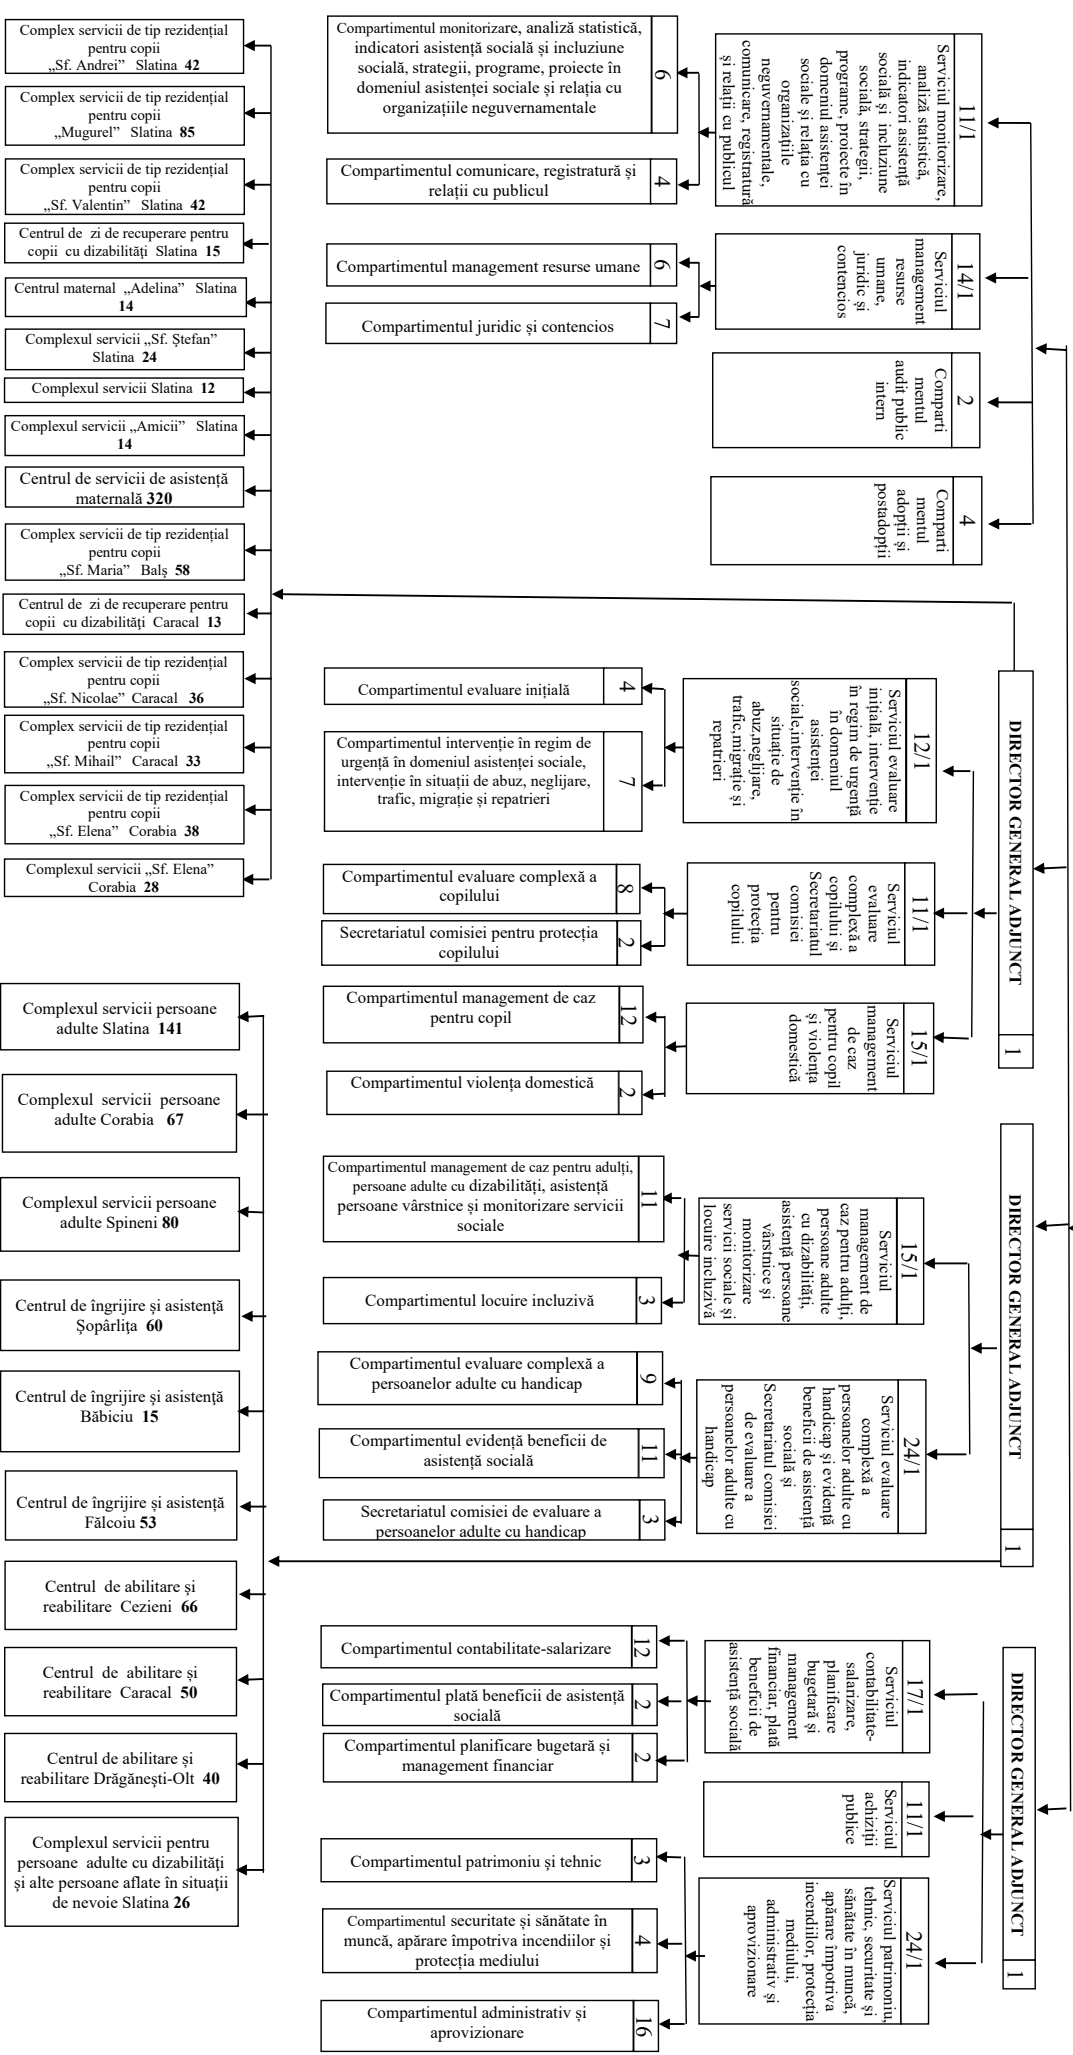 Complex servicii de tip rezidențial
pentru copii
„Sf. Andrei” Slatina 42
Complex servicii de tip rezidențial
pentru copii
„Mugurel” Slatina 85
Complex servicii de tip rezidențial
pentru copii
„Sf. Valentin” Slatina 42
Centrul de zi de recuperare pentru
copii cu dizabilități Slatina 15
Centrul maternal „Adelina” Slatina
14
Complexul servicii „Sf. Ștefan”
Slatina 24
Complexul servicii Slatina 12
Complexul servicii „Amicii” Slatina
14
Centrul de servicii de asistență
maternală 320
Complex servicii de tip rezidențial
pentru copii
„Sf. Maria” Balș 58
Centrul de zi de recuperare pentru
copii cu dizabilități Caracal 13
Complex servicii de tip rezidențial
pentru copii
„Sf. Nicolae” Caracal 36
Complex servicii de tip rezidențial
pentru copii
„Sf. Mihail” Caracal 33
Complex servicii de tip rezidențial
pentru copii
„Sf. Elena” Corabia 38
Complexul servicii „Sf. Elena”
Corabia 28
Complexul servicii persoane
adulte Slatina 141
Complexul servicii persoane
adulte Corabia 67
Complexul servicii persoane
adulte Spineni 80
Centrul de îngrijire și asistență
Șopârlița 60
Centrul de îngrijire și asistență
Băbiciu 15
Centrul de îngrijire și asistență
Fălcoiu 53
Centrul de abilitare și
reabilitare Cezieni 66
Centrul de abilitare și
reabilitare Caracal 50
Centrul de abilitare și
reabilitare Drăgănești-Olt 40
Complexul servicii pentru
persoane adulte cu dizabilități
și alte persoane aflate în situații
de nevoie Slatina 26
Compartimentul monitorizare, analiză statistică,
indicatori asistență socială și incluziune
socială, strategii, programe, proiecte în
domeniul asistenței sociale și relația cu
organizațiile neguvernamentale
6
Compartimentul comunicare, registratură și
relații cu publicul
4
Compartimentul management resurse umane
6
Compartimentul juridic și contencios
7
Compartimentul evaluare inițială
4
Compartimentul intervenție în regim de
urgență în domeniul asistenței sociale,
intervenție în situații de abuz, neglijare,
trafic, migrație și repatrieri
7
Compartimentul evaluare complexă a
copilului
8
Secretariatul comisiei pentru protecția
copilului
2
Compartimentul management de caz
pentru copil
12
Compartimentul violența domestică
2
Compartimentul management de caz pentru adulți,
persoane adulte cu dizabilități, asistență
persoane vârstnice și monitorizare servicii
sociale
11
Compartimentul locuire incluzivă
3
Compartimentul evaluare complexă a
persoanelor adulte cu handicap
9
Compartimentul evidență beneficii de
asistență socială
11
Secretariatul comisiei de evaluare a
persoanelor adulte cu handicap
3
Compartimentul contabilitate-salarizare
12
Compartimentul plată beneficii de asistență
socială
2
Compartimentul planificare bugetară și
management financiar
2
Compartimentul patrimoniu și tehnic
3
Compartimentul securitate și sănătate în
muncă, apărare împotriva incendiilor și
protecția mediului
4
Compartimentul administrativ și
aprovizionare
16
11/1
Serviciul monitorizare,
analiză statistică,
indicatori asistență
socială și incluziune
socială, strategii,
programe, proiecte în
domeniul asistenței
sociale și relația cu
organizațiile
neguvernamentale,
comunicare, registratură
și relații cu publicul
14/1
Serviciul
management
resurse
umane,
juridic și
contencios
2
Comparti
mentul
audit public
intern
4
Comparti
mentul
adopții și
postadopții
12/1
Serviciul evaluare
inițială, intervenție
în regim de urgență
în domeniul
asistenței
sociale,intervenție în
situație de
abuz,neglijare,
trafic,migrație și
repatrieri
11/1
Serviciul
evaluare
complexă a
copilului și
Secretariatul
comisiei
pentru
protecția
copilului
15/1
Serviciul
management
de caz
pentru copil
și violența
domestică
15/1
Serviciul
management de
caz pentru adulți,
persoane adulte
cu dizabilități,
asistență persoane
vârstnice și
monitorizare
servicii sociale și
locuire incluzivă
24/1
Serviciul evaluare
complexă a
persoanelor adulte cu
handicap și evidență
beneficii de asistență
socială și
Secretariatul comisiei
de evaluare a
persoanelor adulte cu
handicap
17/1
Serviciul
contabilitate-
salarizare,
planificare
bugetară și
management
financiar, plată
beneficii de
asistență socială
11/1
Serviciul
achiziții
publice
24/1
Serviciul patrimoniu,
tehnic, securitate și
sănătate în muncă,
apărare împotriva
incendiilor, protecția
mediului,
administrativ și
aprovizionare
DIRECTOR GENERAL ADJUNCT
1
DIRECTOR GENERAL ADJUNCT
1
DIRECTOR GENERAL ADJUNCT
1